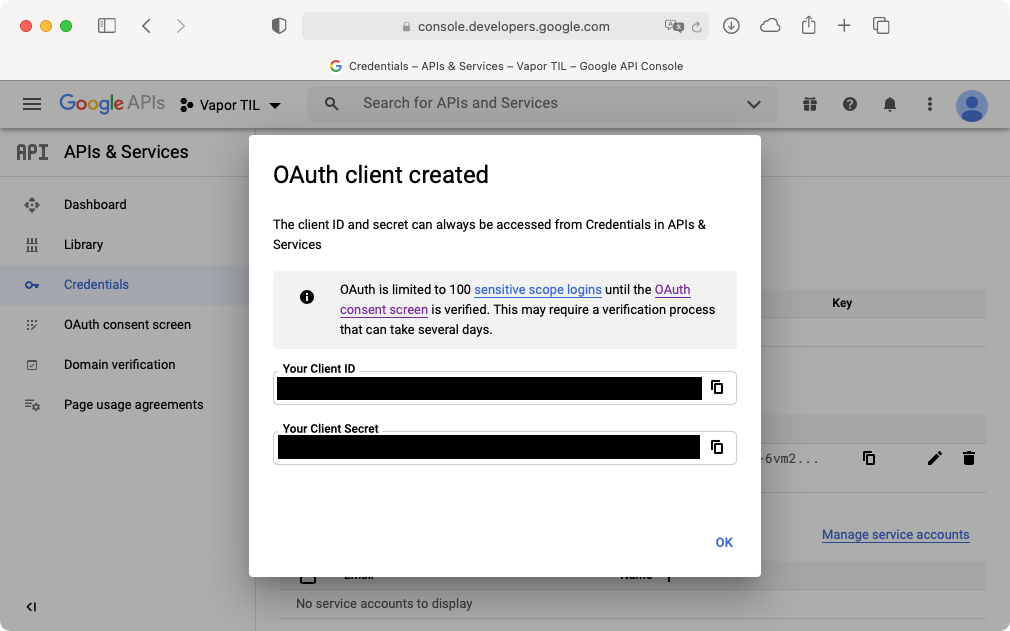 console.developers.google.com
Credentials – APIs & Services – Vapor TIL – Google API Console
Google APIs
Vapor TIL
Search for APIs and Services
API APIs & Services
Dashboard
Library
Credentials
OAuth consent screen
Domain verification
Page usage agreements
OAuth client created
The client ID and secret can always be accessed from Credentials in APIs &
Services
OAuth is limited to 100 sensitive scope logins until the OAuth
consent screen is verified. This may require a verification process
that can take several days.
Your Client ID
Your Client Secret
OK
Key
-6vm2...
Manage service accounts
Email
Name
No service accounts to display